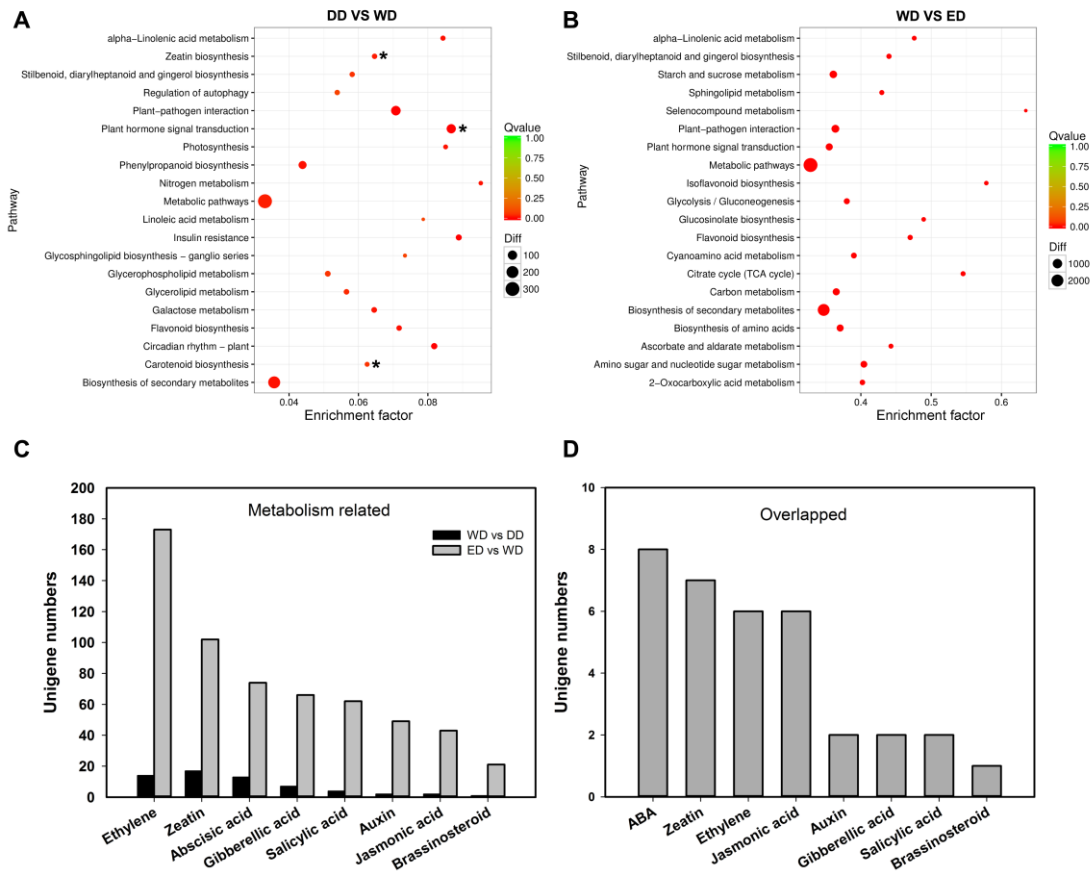 A
DD VS WD
Pathway
alpha−Linolenic acid metabolism
Zeatin biosynthesis
*
Stilbenoid, diarylheptanoid and gingerol biosynthesis
Regulation of autophagy
Plant−pathogen interaction
Plant hormone signal transduction
*
Photosynthesis
Phenylpropanoid biosynthesis
Nitrogen metabolism
Metabolic pathways
Linoleic acid metabolism
Insulin resistance
Glycosphingolipid biosynthesis − ganglio series
Glycerophospholipid metabolism
Glycerolipid metabolism
Galactose metabolism
Flavonoid biosynthesis
Circadian rhythm − plant
Carotenoid biosynthesis
*
Biosynthesis of secondary metabolites
0.04 0.06 0.08
Enrichment factor
Qvalue
1.00
0.75
0.50
0.25
0.00
Diff
100
200
300
B
WD VS ED
Pathway
alpha−Linolenic acid metabolism
Stilbenoid, diarylheptanoid and gingerol biosynthesis
Starch and sucrose metabolism
Sphingolipid metabolism
Selenocompound metabolism
Plant−pathogen interaction
Plant hormone signal transduction
Metabolic pathways
Isoflavonoid biosynthesis
Glycolysis / Gluconeogenesis
Glucosinolate biosynthesis
Flavonoid biosynthesis
Cyanoamino acid metabolism
Citrate cycle (TCA cycle)
Carbon metabolism
Biosynthesis of secondary metebolites
Biosynthesis of amino acids
Ascorbate and aldarate metabolism
Amino sugar and nucleotide sugar metabolism
2−Oxocarboxylic acid metabolism
0.4 0.5 0.6
Enrichment factor
Qvalue
1.00
0.75
0.50
0.25
0.00
Diff
1000
2000
C
Metabolism related
WD vs DD
ED vs WD
Unigene numbers
200
180
160
140
120
100
80
60
40
20
0
Ethylene
Zeatin
Abscisic acid
Gibberellic acid
Salicylic acid
Auxin
Jasmonic acid
Brassinosteroid
D
Overlapped
Unigene numbers
10
8
6
4
2
0
ABA
Zeatin
Ethylene
Jasmonic acid
Auxin
Gibberellic acid
Salicylic acid
Brassinosteroid